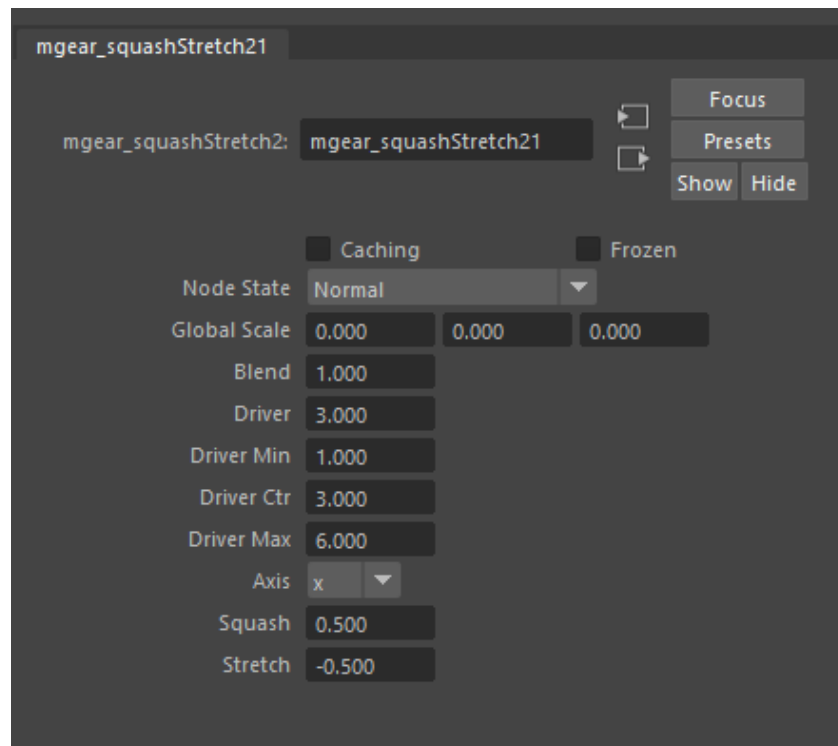 mgear_squashStretch21
Focus
mgear_squashStretch2: mgear_squashStretch21
Presets
Show Hide
Caching Frozen
Node State Normal
Global Scale 0.000 0.000 0.000
Blend 1.000
Driver 3.000
Driver Min 1.000
Driver Ctr 3.000
Driver Max 6.000
Axis x
Squash 0.500
Stretch -0.500